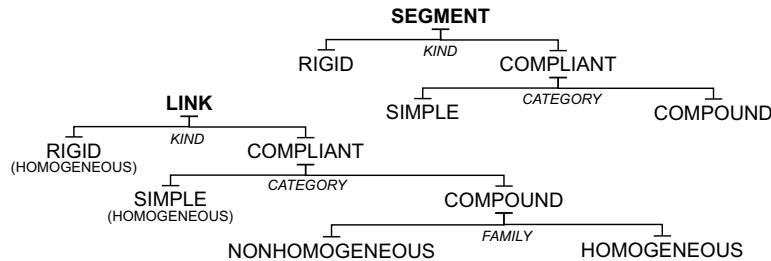 SEGMENT
KIND
RIGID
COMPLIANT
CATEGORY
SIMPLE
COMPOUND
LINK
KIND
RIGID
(HOMOGENEOUS)
COMPLIANT
CATEGORY
SIMPLE
(HOMOGENEOUS)
COMPOUND
FAMILY
NONHOMOGENEOUS
HOMOGENEOUS